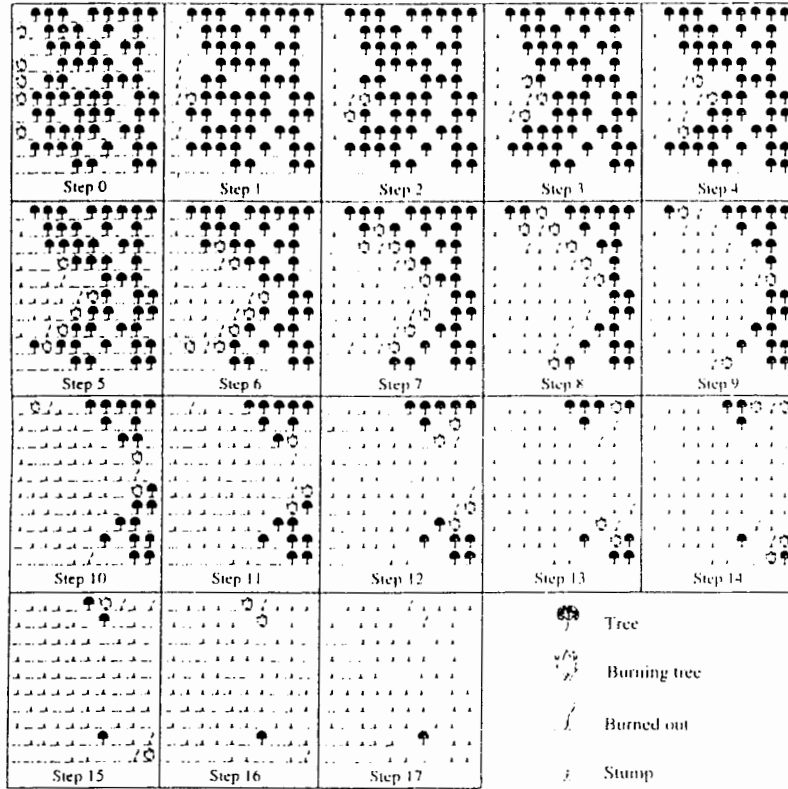 Step 0
Step 1
Step 2
Step 3
Step 4
Step 5
Step 6
Step 7
Step 8
Step 9
Step 10
Step 11
Step 12
Step 13
Step 14
Step 15
Step 16
Step 17
Tree
Burning tree
Burned out
Stump